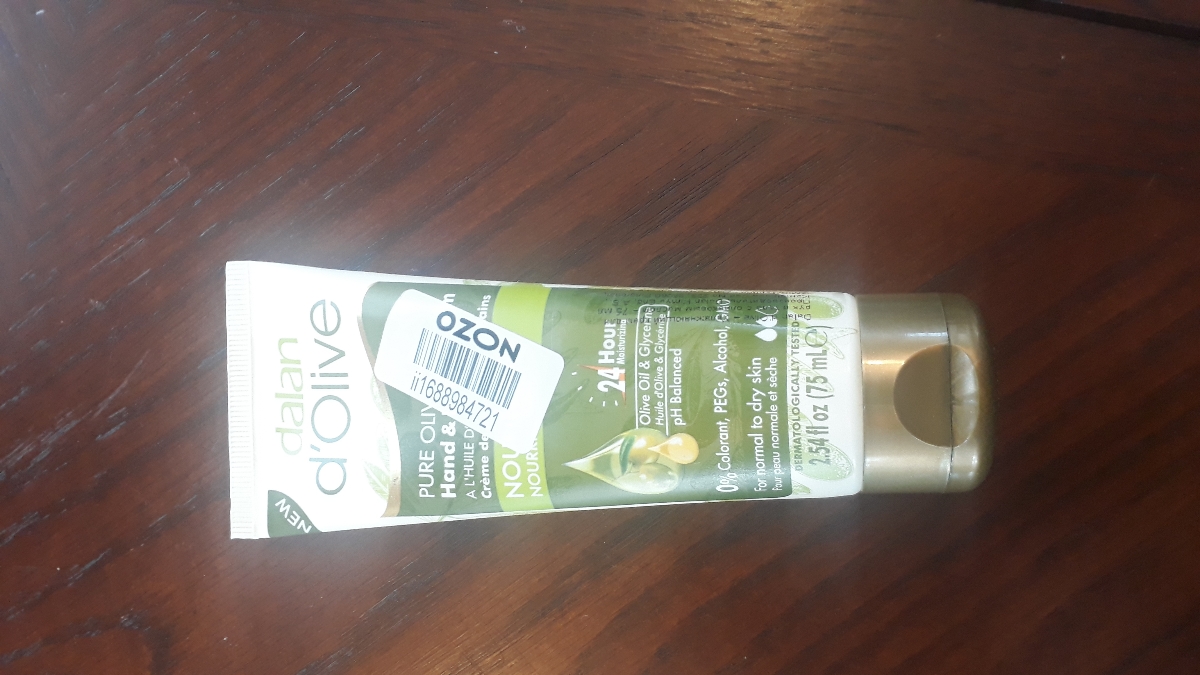 NEW
dalan
d'Olive
PURE OLIV
Hand &
A L'HUILE D
Crème de
ains
NOU
NOURI
OZON
ii1688984721
24 Hour
Moisturizing
Olive Oil & Glycerine
Huile d'Olive & Glycérine
pH Balanced
0% Colorant, PEGs, Alcohol, GMO
For normal to dry skin
Pour peau normale et sèche
DERMATOLOGICALLY TESTED
2.54 fl oz (75 mL℮)